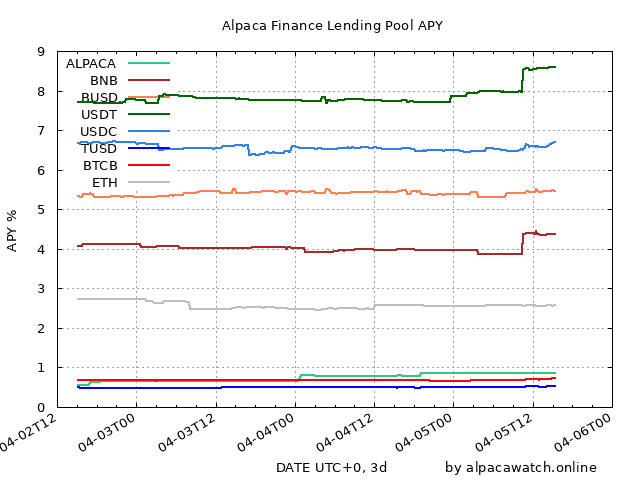 Alpaca Finance Lending Pool APY
9
8
7
6
5
4
3
2
1
0
APY %
ALPACA
BNB
BUSD
USDT
USDC
TUSD
BTCB
ETH
04-02T12
04-03T00
04-03T12
04-04T00
04-04T12
04-05T00
04-05T12
04-06T00
DATE UTC+0, 3d
by alpacawatch.online